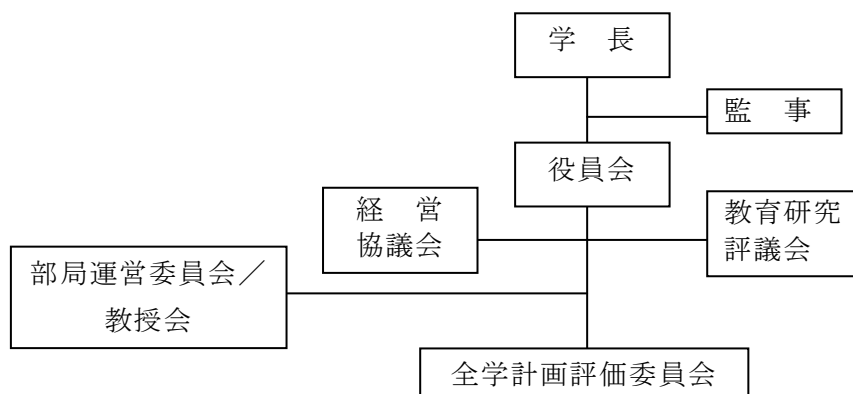 学　長
監　事
役員会
経　営
協議会
教育研究
評議会
部局運営委員会／
教授会
全学計画評価委員会